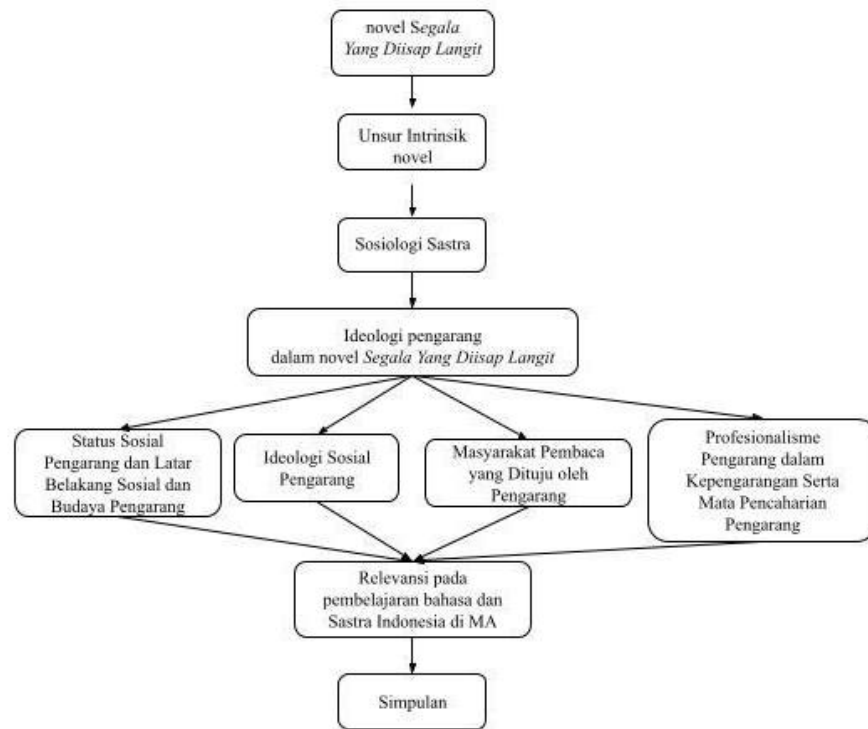 novel Segala
Yang Diisap Langit
Unsur Intrinsik
novel
Sosiologi Sastra
Ideologi pengarang
dalam novel Segala Yang Diisap Langit
Status Sosial
Pengarang dan Latar
Belakang Sosial dan
Budaya Pengarang
Ideologi Sosial
Pengarang
Masyarakat Pembaca
yang Dituju oleh
Pengarang
Profesionalisme
Pengarang dalam
Kepengarangan Serta
Mata Pencaharian
Pengarang
Relevansi pada
pembelajaran bahasa dan
Sastra Indonesia di MA
Simpulan